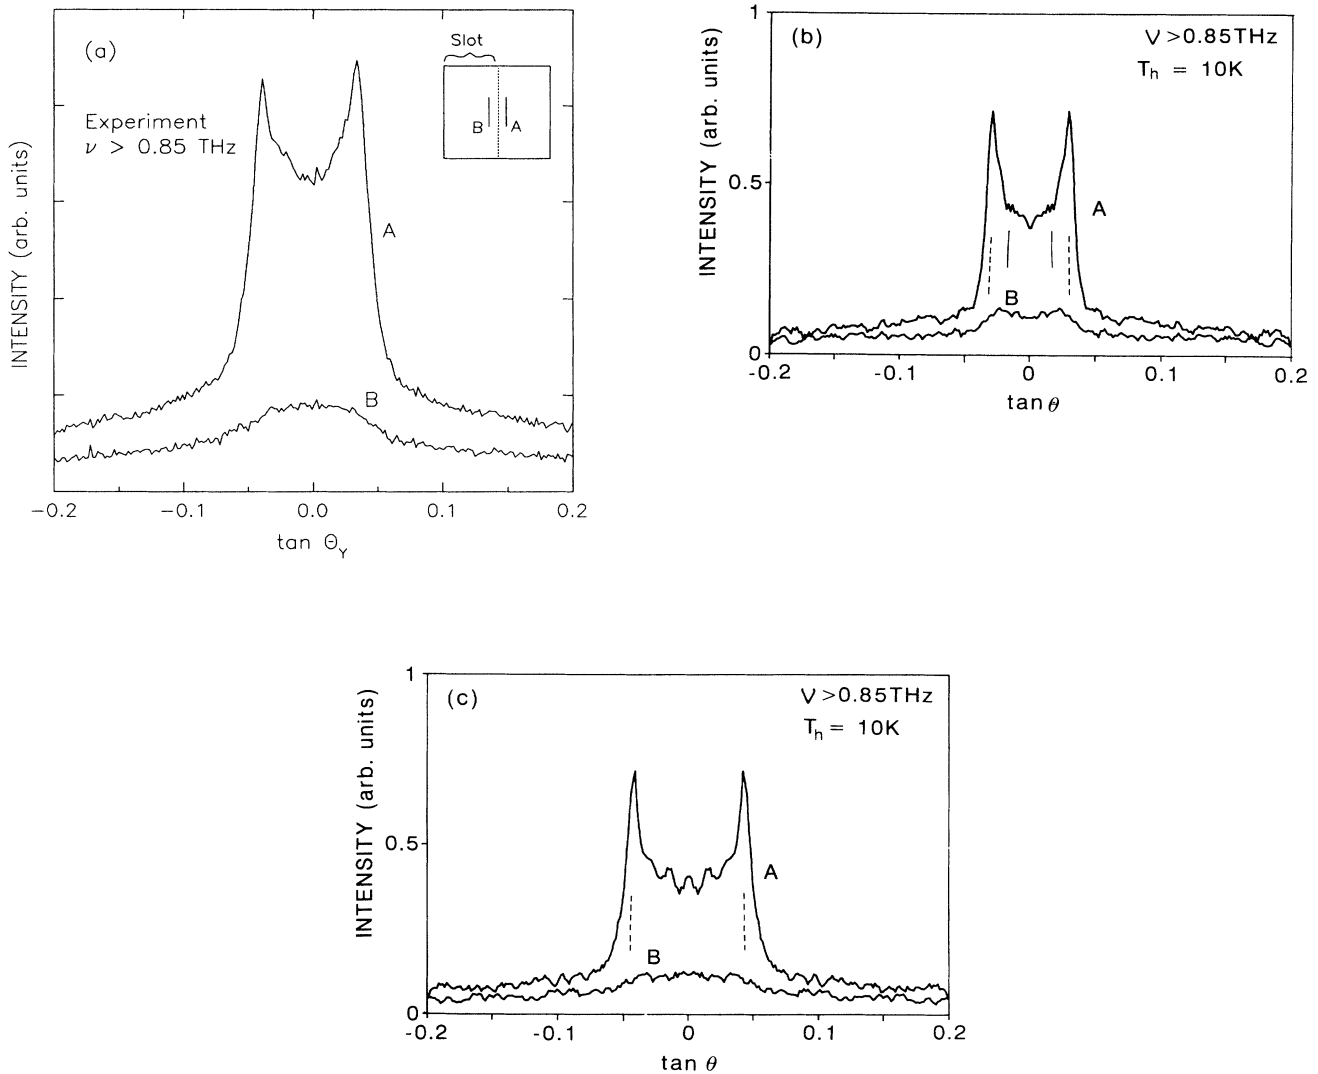 (a)
Slot
B
A
Experiment
ν > 0.85 THz
A
B
INTENSITY (arb. units)
−0.2
−0.1
0.0
0.1
0.2
tan Θ_Y
(b)
ν >0.85THz
T_h = 10K
INTENSITY (arb. units)
1
0.5
0
A
B
-0.2
-0.1
0
0.1
0.2
tan θ
(c)
ν >0.85THz
T_h = 10K
INTENSITY (arb. units)
1
0.5
0
A
B
-0.2
-0.1
0
0.1
0.2
tan θ